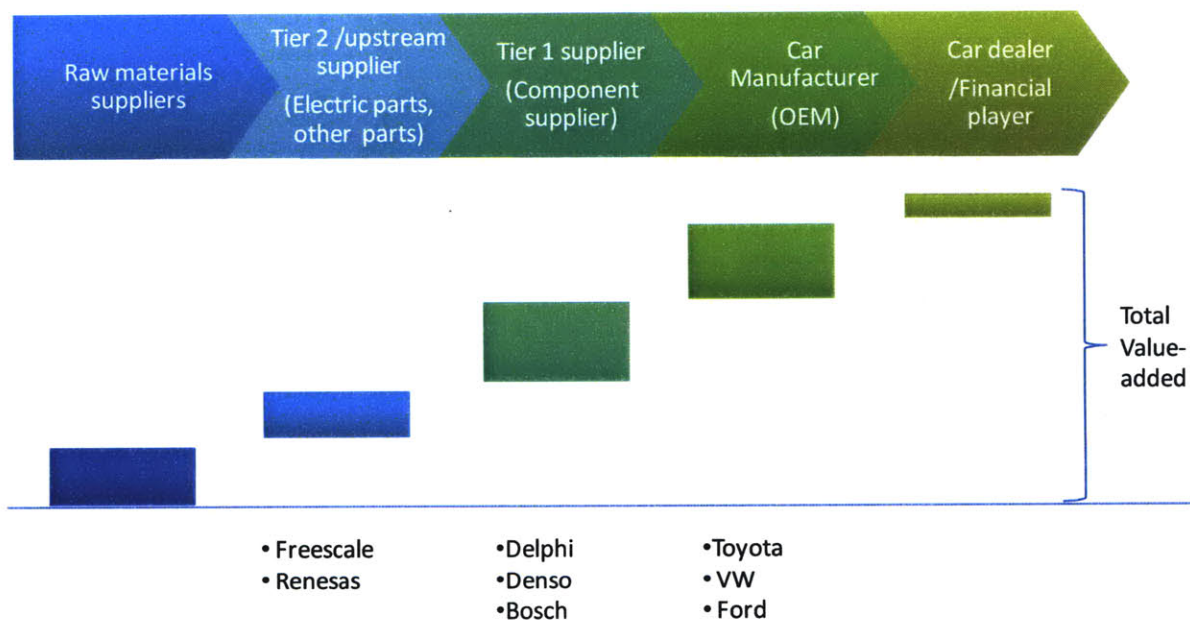 Raw materials
suppliers
Tier 2 /upstream
supplier
(Electric parts,
other parts)
Tier 1 supplier
(Component
supplier)
Car
Manufacturer
(OEM)
Car dealer
/Financial
player
Total
Value-
added
• Freescale
• Renesas
•Delphi
•Denso
•Bosch
•Toyota
•VW
•Ford